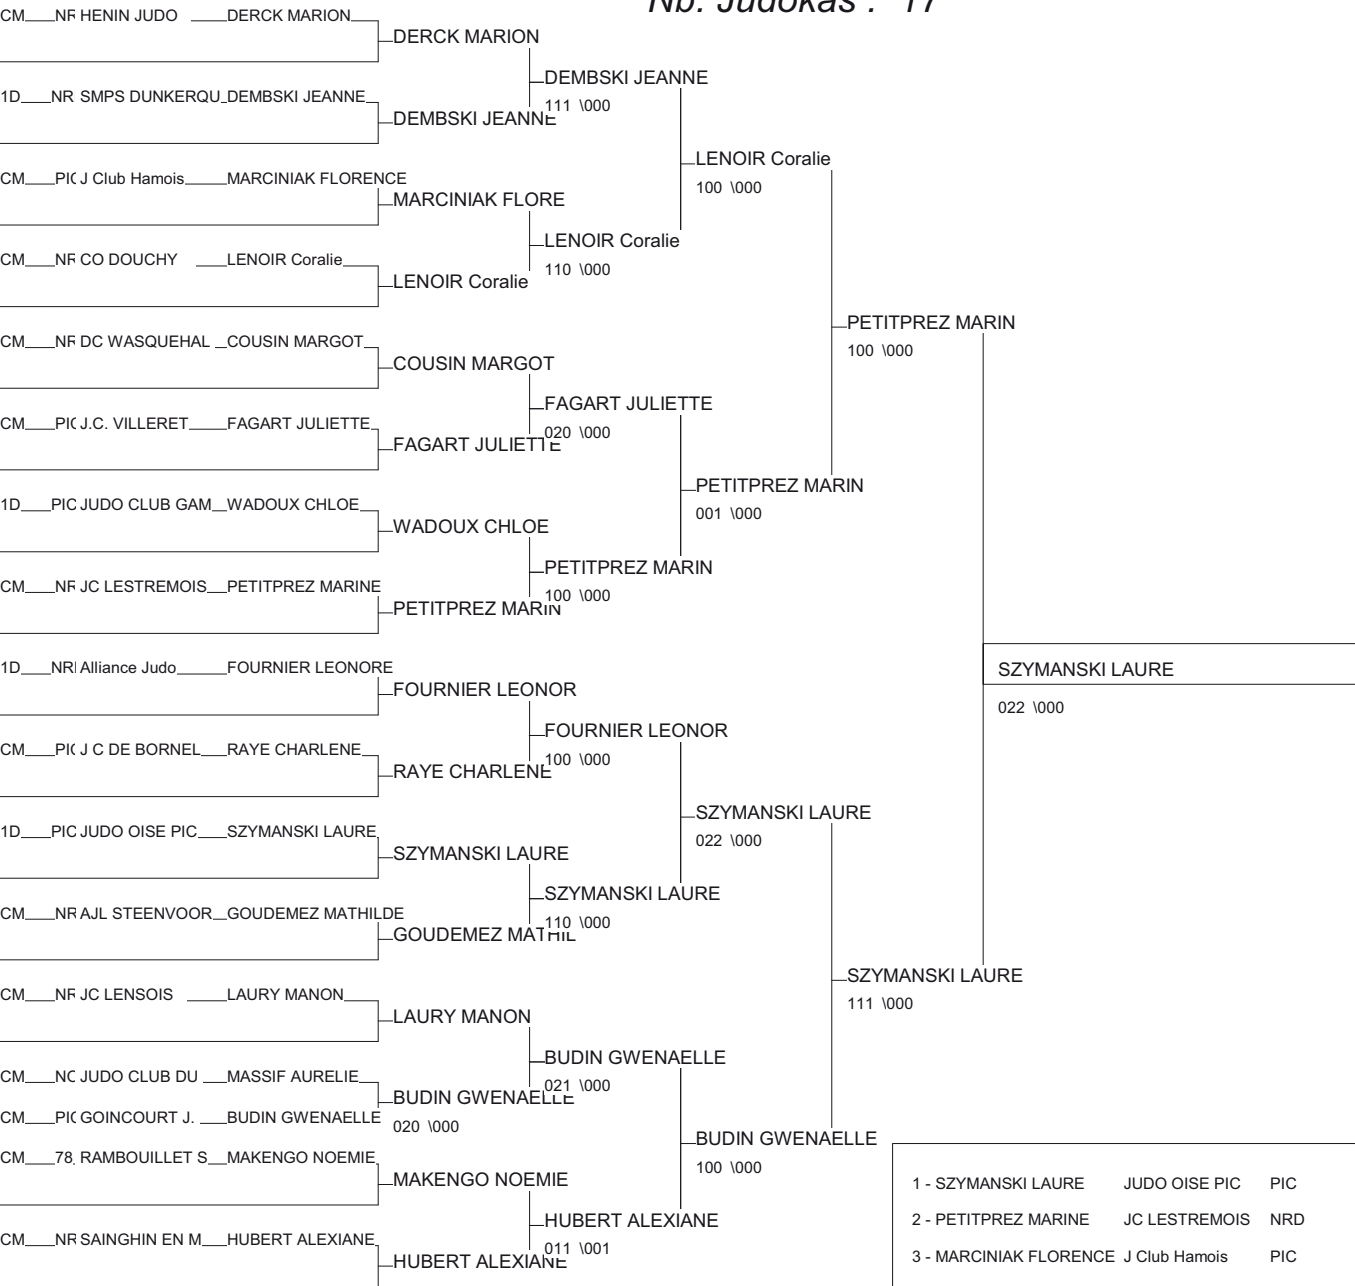 Nb. Judokas : 17
CM NR HENIN JUDO DERCK MARION
DERCK MARION
DEMBSKI JEANNE
1D NR SMPS DUNKERQU DEMBSKI JEANNE
111 \000
DEMBSKI JEANNE
LENOIR Coralie
CM PIC J Club Hamois MARCINIAK FLORENCE
100 \000
MARCINIAK FLORE
LENOIR Coralie
CM NR CO DOUCHY LENOIR Coralie
110 \000
LENOIR Coralie
PETITPREZ MARIN
CM NR DC WASQUEHAL COUSIN MARGOT
100 \000
COUSIN MARGOT
FAGART JULIETTE
CM PIC J.C. VILLERET FAGART JULIETTE
020 \000
FAGART JULIETTE
PETITPREZ MARIN
1D PIC JUDO CLUB GAM WADOUX CHLOE
001 \000
WADOUX CHLOE
PETITPREZ MARIN
CM NR JC LESTREMOIS PETITPREZ MARINE
100 \000
PETITPREZ MARIN
1D NR Alliance Judo FOURNIER LEONORE
SZYMANSKI LAURE
FOURNIER LEONOR
022 \000
FOURNIER LEONOR
CM PIC J C DE BORNEL RAYE CHARLENE
100 \000
RAYE CHARLENE
SZYMANSKI LAURE
1D PIC JUDO OISE PIC SZYMANSKI LAURE
022 \000
SZYMANSKI LAURE
SZYMANSKI LAURE
CM NR AJL STEENVOOR GOUDEMEZ MATHILDE
110 \000
GOUDEMEZ MATHIL
SZYMANSKI LAURE
CM NR JC LENSOIS LAURY MANON
111 \000
LAURY MANON
BUDIN GWENAELLE
CM NC JUDO CLUB DU MASSIF AURELIE
021 \000
BUDIN GWENAELLE
CM PIC GOINCOURT J. BUDIN GWENAELLE
020 \000
BUDIN GWENAELLE
CM 78 RAMBOUILLET S MAKENGO NOEMIE
100 \000
MAKENGO NOEMIE
1 - SZYMANSKI LAURE JUDO OISE PIC PIC
HUBERT ALEXIANE
2 - PETITPREZ MARINE JC LESTREMOIS NRD
CM NR SAINGHIN EN M HUBERT ALEXIANE
011 \001
3 - MARCINIAK FLORENCE J Club Hamois PIC
HUBERT ALEXIANE